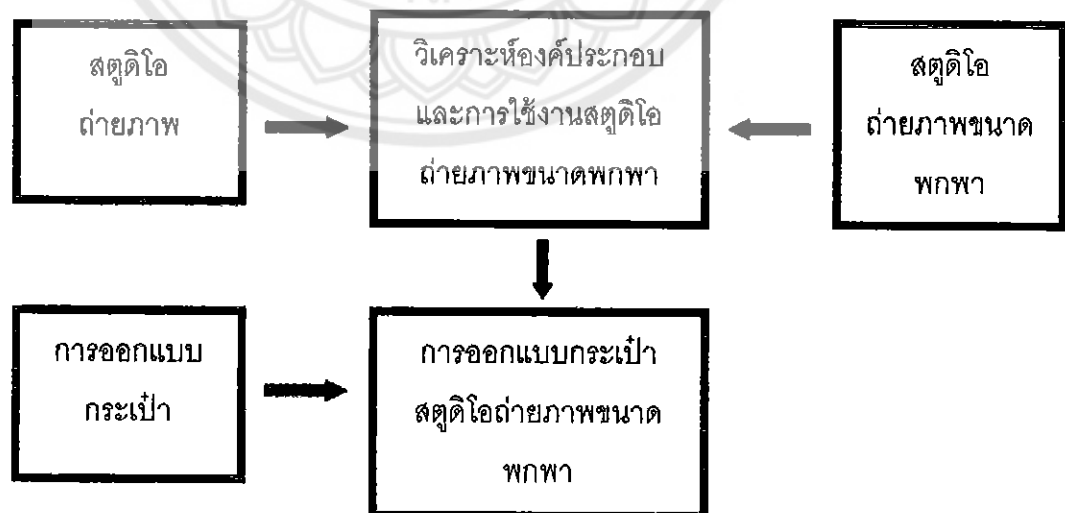 สตูดิโอ
ถ่ายภาพ
วิเคราะห์องค์ประกอบ
และการใช้งานสตูดิโอ
ถ่ายภาพขนาดพกพา
สตูดิโอ
ถ่ายภาพขนาด
พกพา
การออกแบบ
กระเป๋า
การออกแบบกระเป๋า
สตูดิโอถ่ายภาพขนาด
พกพา